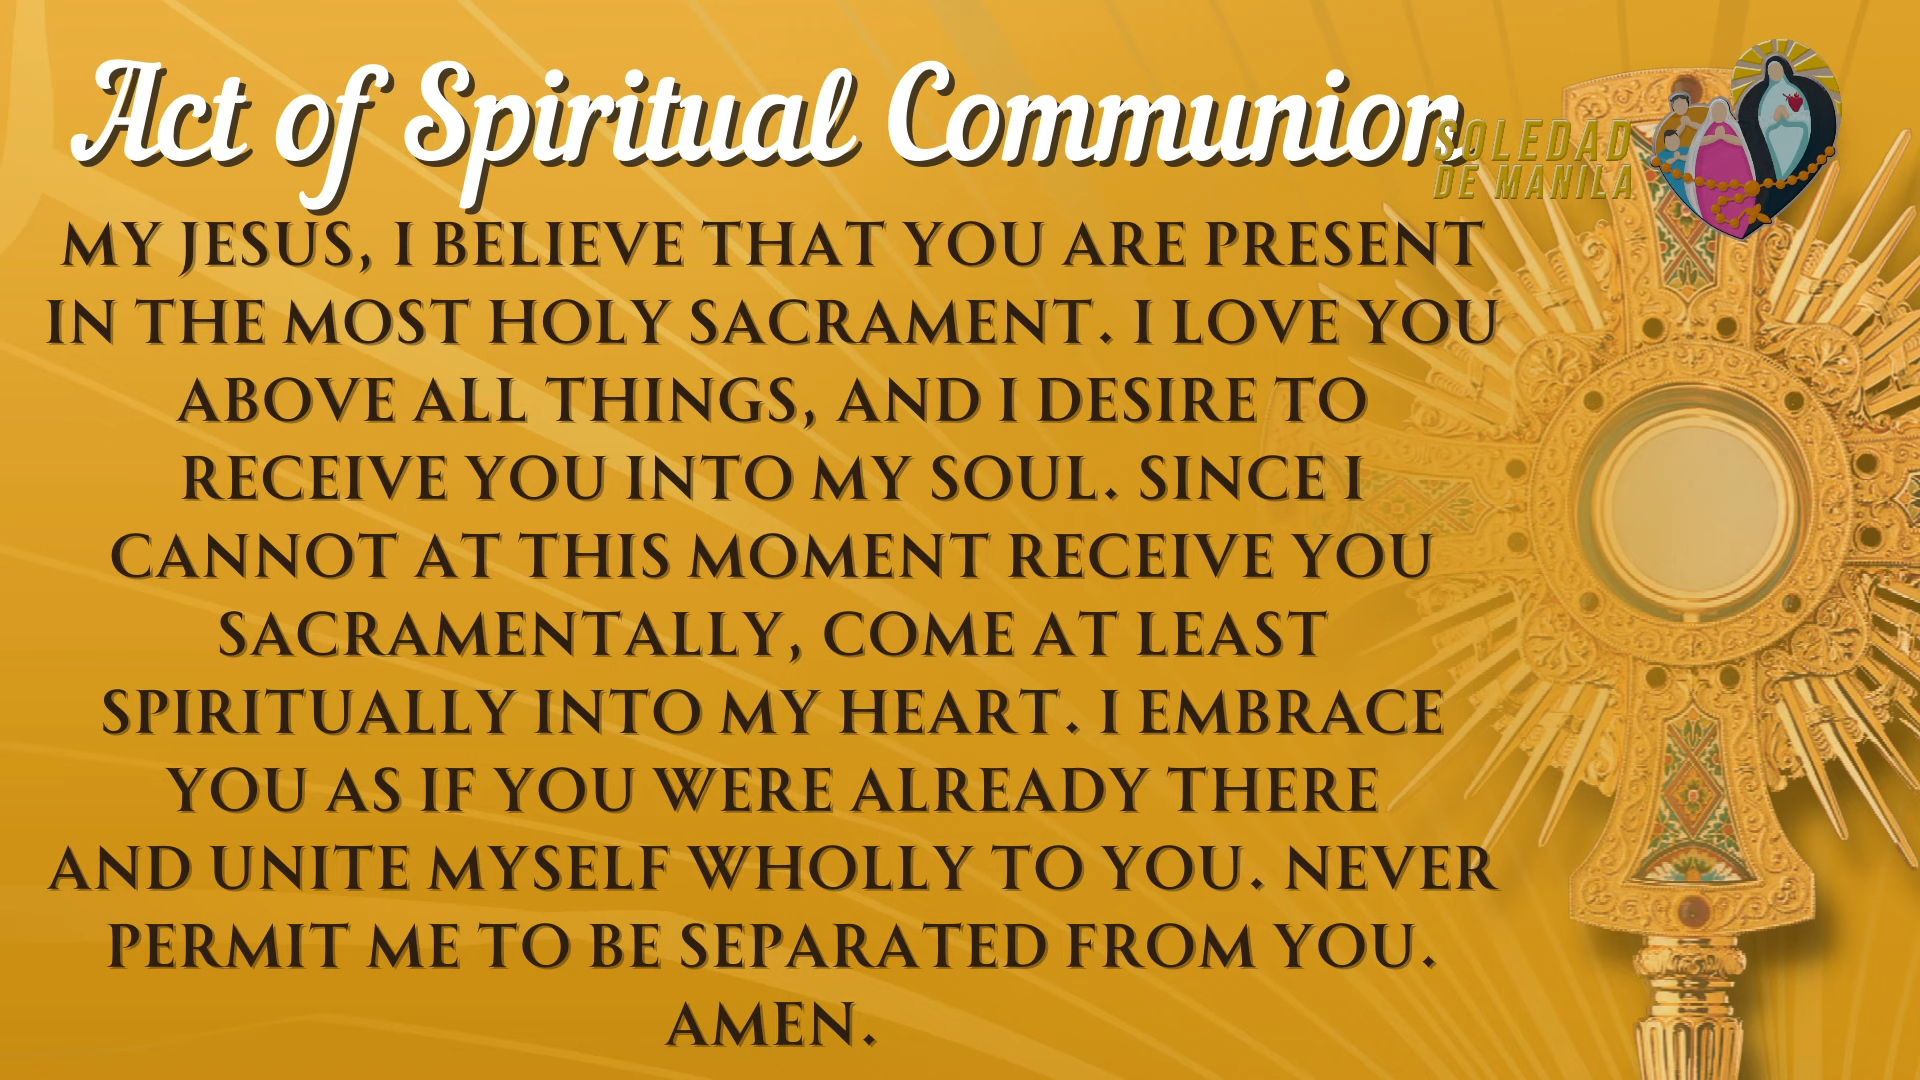 Act of Spiritual Communion
SOLEDAD
DE MANILA
MY JESUS, I BELIEVE THAT YOU ARE PRESENT
IN THE MOST HOLY SACRAMENT. I LOVE YOU
ABOVE ALL THINGS, AND I DESIRE TO
RECEIVE YOU INTO MY SOUL. SINCE I
CANNOT AT THIS MOMENT RECEIVE YOU
SACRAMENTALLY, COME AT LEAST
SPIRITUALLY INTO MY HEART. I EMBRACE
YOU AS IF YOU WERE ALREADY THERE
AND UNITE MYSELF WHOLLY TO YOU. NEVER
PERMIT ME TO BE SEPARATED FROM YOU.
AMEN.